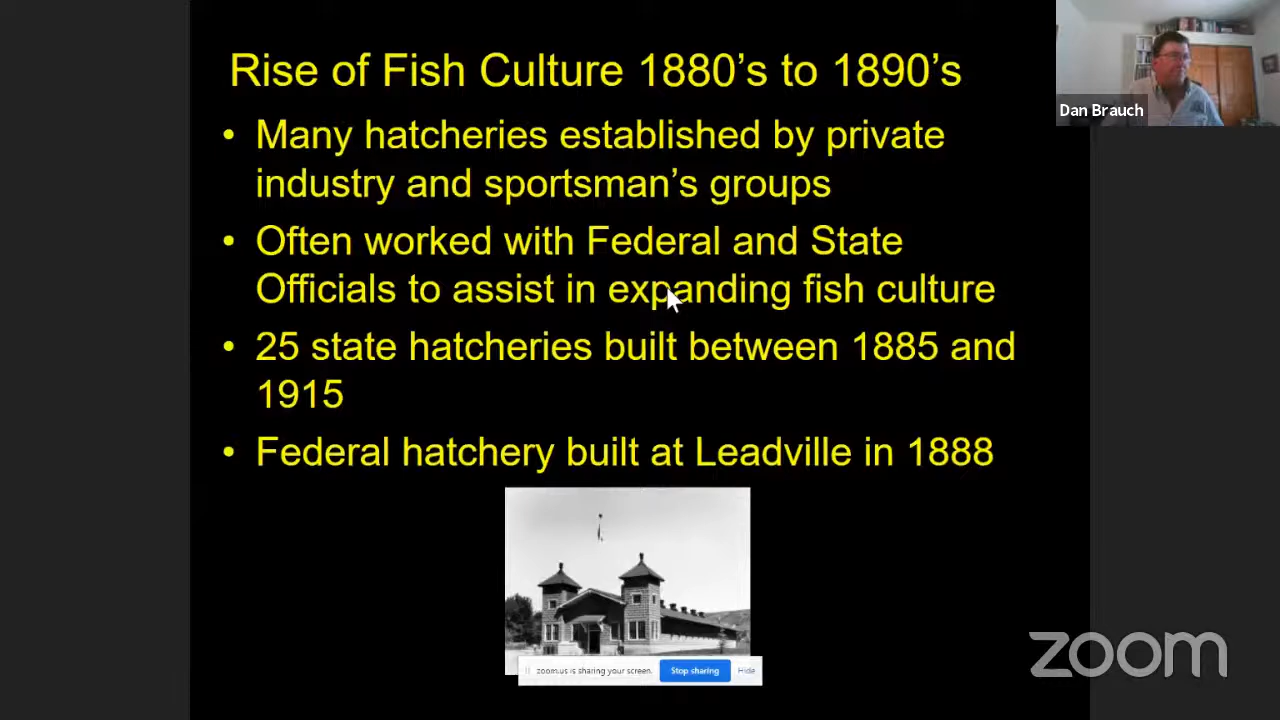 Rise of Fish Culture 1880's to 1890's
• Many hatcheries established by private
industry and sportsman's groups
• Often worked with Federal and State
Officials to assist in expanding fish culture
• 25 state hatcheries built between 1885 and
1915
• Federal hatchery built at Leadville in 1888
Dan Brauch
zoom.us is sharing your screen. Stop sharing Hide
zoom